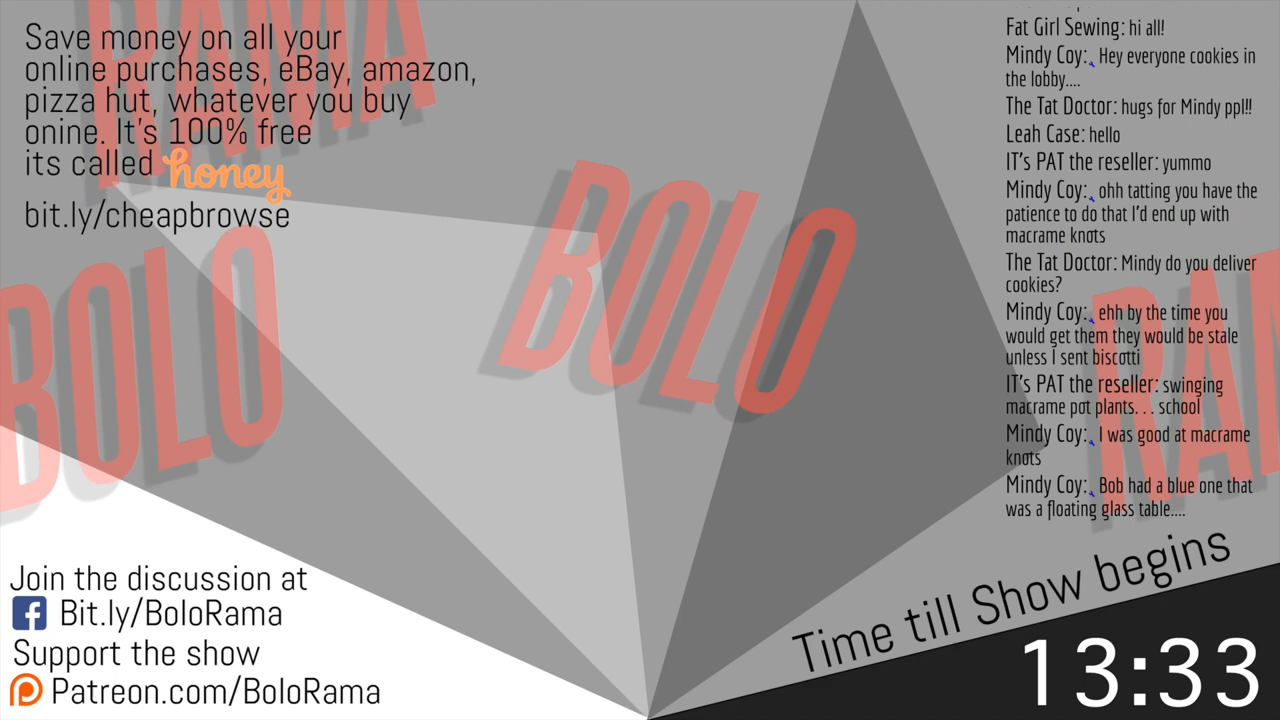 Save money on all your
online purchases, eBay, amazon,
pizza hut, whatever you buy
onine. It's 100% free
its called honey
bit.ly/cheapbrowse
RAMA
BOLO
BOLO
RAMA
Fat Girl Sewing: hi all!
Mindy Coy: Hey everyone cookies in
the lobby....
The Tat Doctor: hugs for Mindy ppl!!
Leah Case: hello
IT's PAT the reseller: yummo
Mindy Coy: ohh tatting you have the
patience to do that I'd end up with
macrame knots
The Tat Doctor: Mindy do you deliver
cookies?
Mindy Coy: ehh by the time you
would get them they would be stale
unless I sent biscotti
IT's PAT the reseller: swinging
macrame pot plants. . . school
Mindy Coy: I was good at macrame
knots
Mindy Coy: Bob had a blue one that
was a floating glass table....
Join the discussion at
Bit.ly/BoloRama
Support the show
Patreon.com/BoloRama
Time till Show begins
13:33